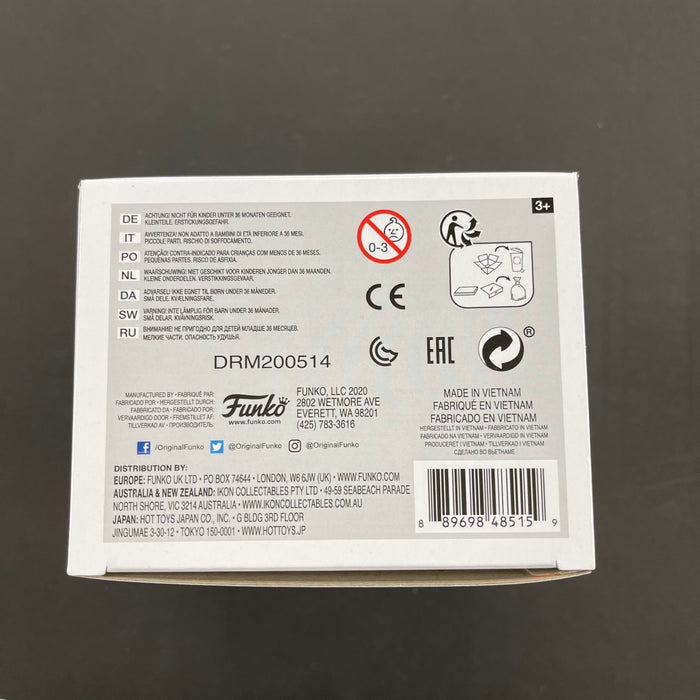 3+
DE ACHTUNG! NICHT FÜR KINDER UNTER 36 MONATEN GEEIGNET.
KLEINTEILE. ERSTICKUNGSGEFAHR.
IT AVVERTENZA! NON ADATTO A BAMBINI DI ETÀ INFERIORE A 36 MESI.
PICCOLE PARTI. RISCHIO DI SOFFOCAMENTO.
PO ATENÇÃO! CONTRA-INDICADO PARA CRIANÇAS COM MENOS DE 36 MESES.
PEQUENAS PARTES. RISCO DE ASFIXIA.
NL WAARSCHUWING! NIET GESCHIKT VOOR KINDEREN JONGER DAN 36 MAANDEN.
KLEINE ONDERDELEN. VERSTIKKINGSGEVAAR.
DA ADVARSEL! IKKE EGNET TIL BØRN UNDER 36 MÅNEDER.
SMÅ DELE. KVÆLNINGSFARE.
SW VARNING! INTE LÄMPLIG FÖR BARN UNDER 36 MÅNADER.
SMÅ DELAR. KVÄVNINGSRISK.
RU ВНИМАНИЕ! НЕ ПРИГОДНО ДЛЯ ДЕТЕЙ МЛАДШЕ 36 МЕСЯЦЕВ.
МЕЛКИЕ ЧАСТИ. ОПАСНОСТЬ УДУШЬЯ.
0-3
CE
EAC
®
DRM200514
MANUFACTURED BY • FABRIQUÉ PAR:
FABRICADO POR • HERGESTELLT DURCH:
FABBRICATO DA • FABRICADO POR:
VERVAARDIGD DOOR • FREMSTILLET AF:
TILLVERKAD AV • ПРОИЗВОДИТЕЛЬ:
Funko
www.funko.com
FUNKO, LLC 2020
2802 WETMORE AVE
EVERETT, WA 98201
(425) 783-3616
MADE IN VIETNAM
FABRIQUÉ EN VIETNAM
FABRICADO EN VIETNAM
HERGESTELLT IN VIETNAM • FABBRICATO IN VIETNAM
FABRICADO NA VIETNAM • VERVAARDIGD IN VIETNAM
PRODUCERET I VIETNAM • TILLVERKAD I VIETNAM
СДЕЛАНО ВО ВЬЕТНАМЕ
/OriginalFunko @OriginalFunko @OriginalFunko
DISTRIBUTION BY:
EUROPE: FUNKO UK LTD • PO BOX 74644 • LONDON, W6 6JW (UK) • WWW.FUNKO.COM
AUSTRALIA & NEW ZEALAND: IKON COLLECTABLES PTY LTD • 49-59 SEABEACH PARADE
NORTH SHORE, VIC 3214 AUSTRALIA • WWW.IKONCOLLECTABLES.COM.AU
JAPAN: HOT TOYS JAPAN CO., INC. • G BLDG 3RD FLOOR
JINGUMAE 3-30-12 • TOKYO 150-0001 • WWW.HOTTOYS.JP
8 89698 48515 9